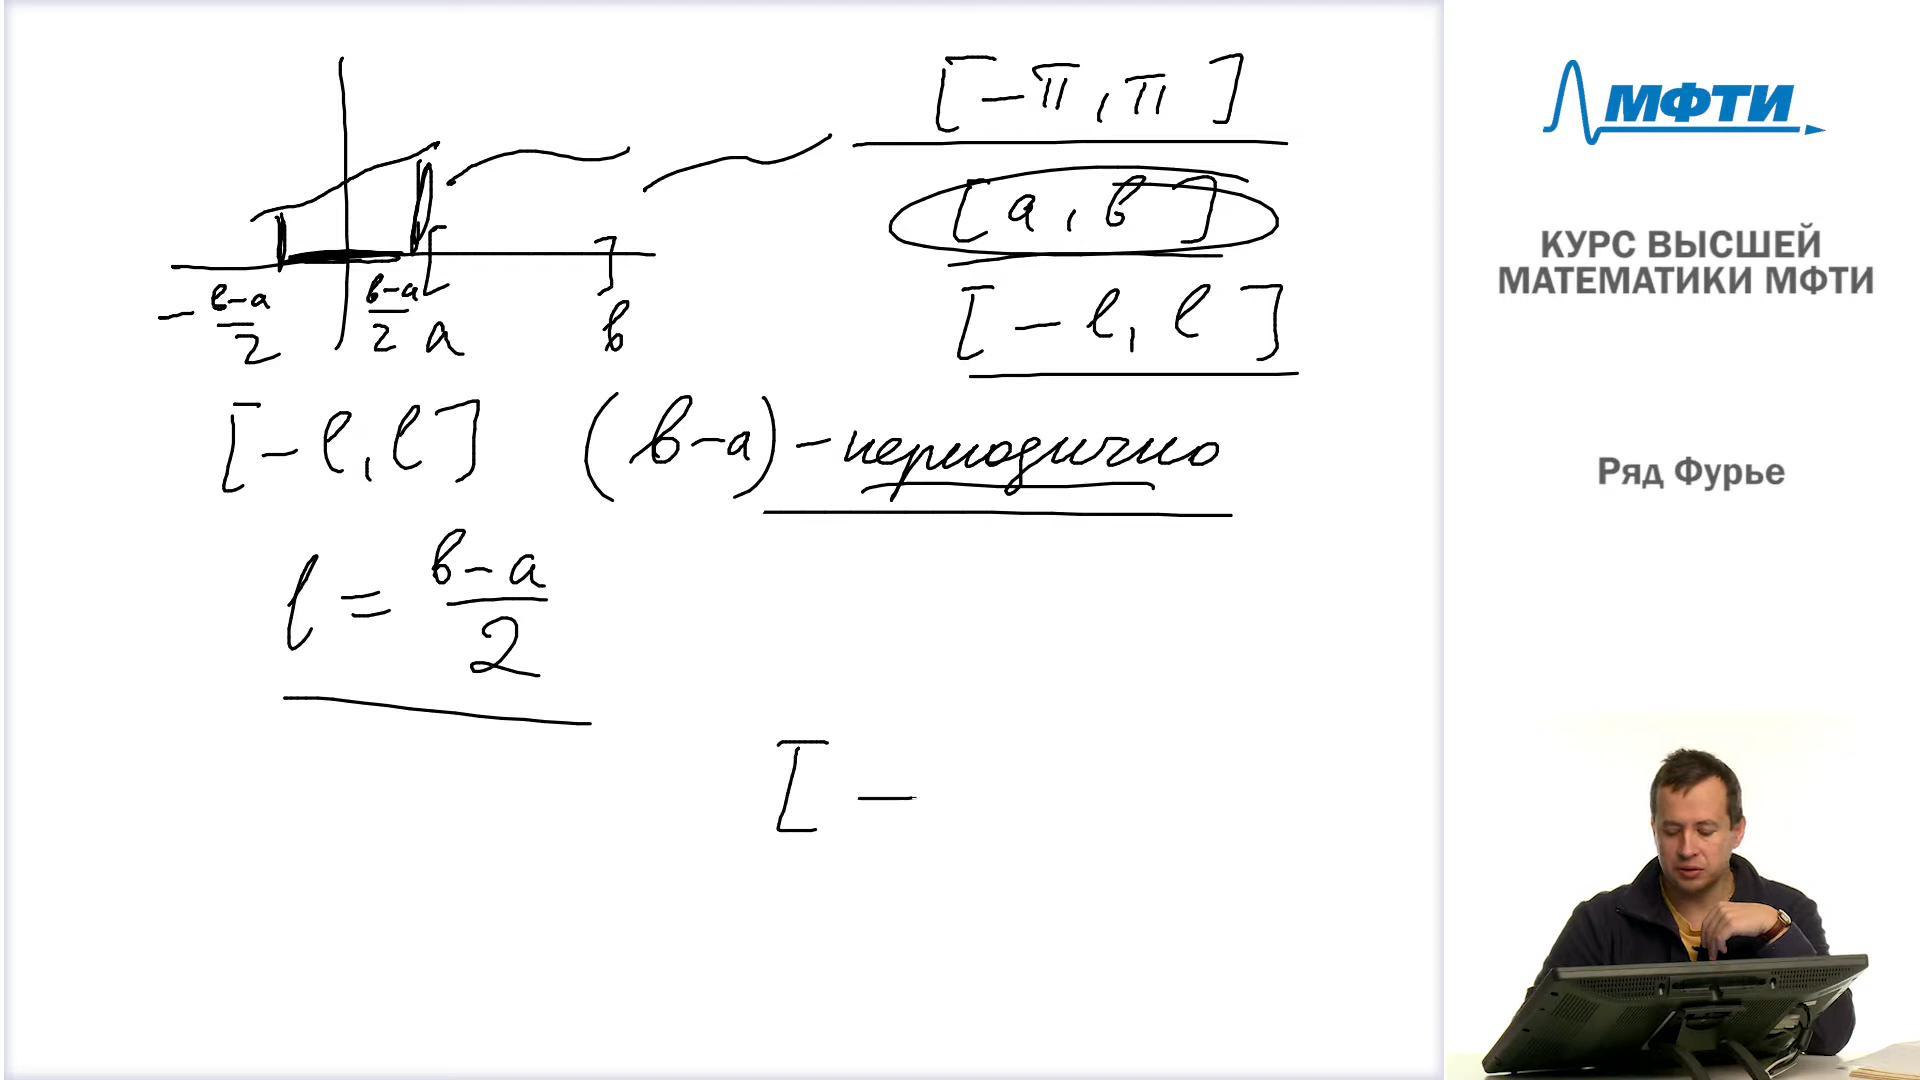 [-π, π]
[a, b]
[-l, l]
-(b-a)/2
(b-a)/2
a
b
[-l, l] (b-a) - периодично
l = (b-a)/2
[ -
МФТИ
КУРС ВЫСШЕЙ
МАТЕМАТИКИ МФТИ
Ряд Фурье